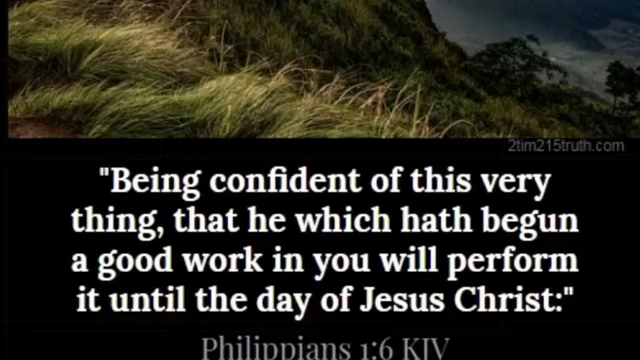 2tim215truth.com
"Being confident of this very
thing, that he which hath begun
a good work in you will perform
it until the day of Jesus Christ:"
Philippians 1:6 KJV